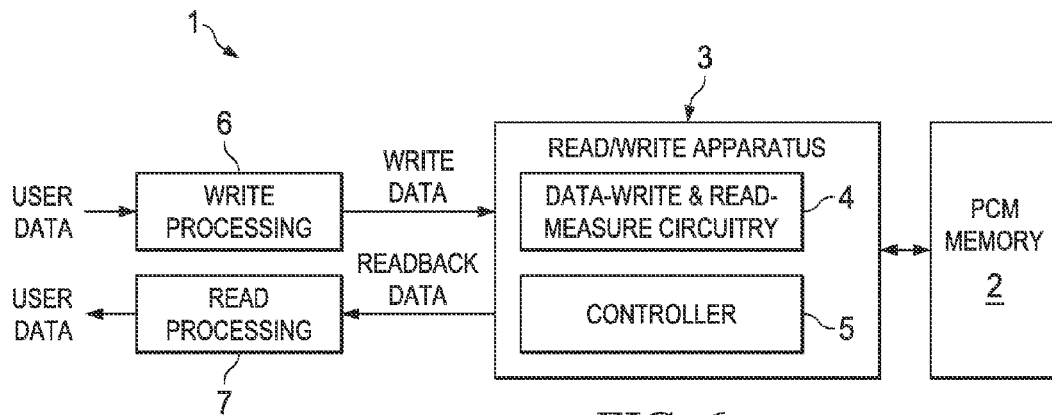 1
3
6
READ/WRITE APPARATUS
USER
DATA
WRITE
PROCESSING
WRITE
DATA
DATA-WRITE & READ-
MEASURE CIRCUITRY
4
PCM
MEMORY
2
USER
DATA
READ
PROCESSING
READBACK
DATA
CONTROLLER
5
7